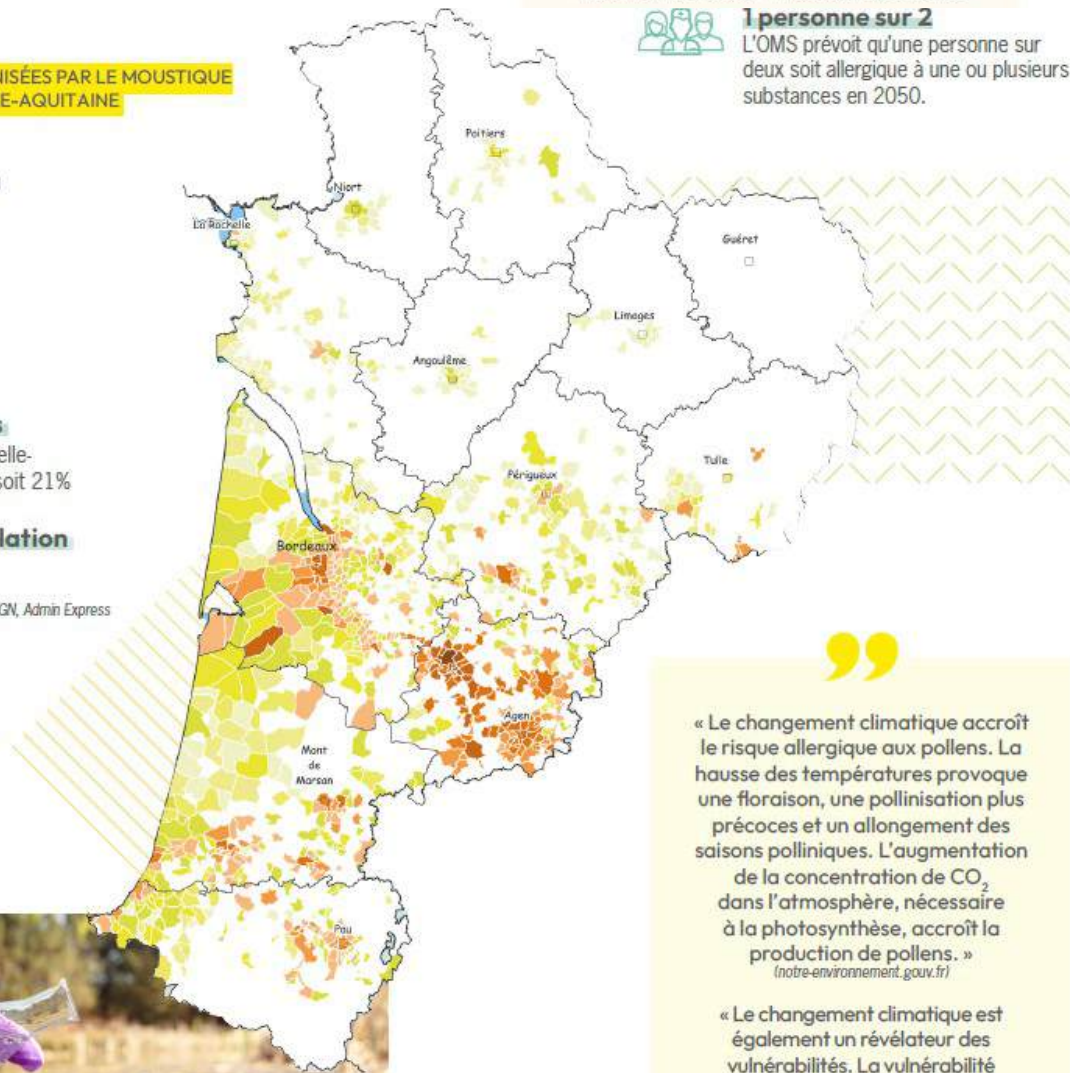 1 personne sur 2
L'OMS prévoit qu'une personne sur
deux soit allergique à une ou plusieurs
substances en 2050.
NISÉES PAR LE MOUSTIQUE
E-AQUITAINE
Poitiers
Niort
La Rochelle
Guéret
Limoges
Angoulême
elle-
soit 21%
Périgueux
Tulle
lation
Bordeaux
GN, Admin Express
Agen
Mont
de
Marsan
Pau
« Le changement climatique accroît
le risque allergique aux pollens. La
hausse des températures provoque
une floraison, une pollinisation plus
précoces et un allongement des
saisons polliniques. L'augmentation
de la concentration de CO₂
dans l'atmosphère, nécessaire
à la photosynthèse, accroît la
production de pollens. »
(notre-environnement.gouv.fr)
« Le changement climatique est
également un révélateur des
vulnérabilités. La vulnérabilité